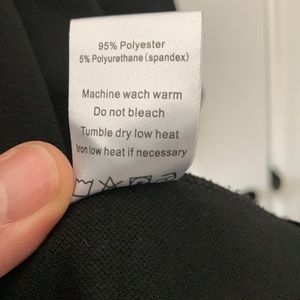 95% Polyester
5% Polyurethane (spandex)
Machine wach warm
Do not bleach
Tumble dry low heat
Iron low heat if necessary